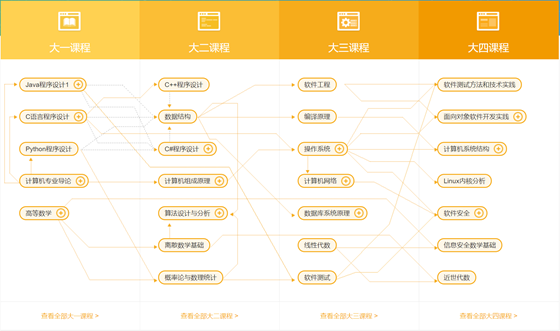 大一课程
大二课程
大三课程
大四课程
Java程序设计1
C++程序设计
软件工程
软件测试方法和技术实践
C语言程序设计
数据结构
编译原理
面向对象软件开发实践
Python程序设计
C#程序设计
操作系统
计算机系统结构
计算机专业导论
计算机组成原理
计算机网络
Linux内核分析
高等数学
算法设计与分析
数据库系统原理
软件安全
离散数学基础
线性代数
信息安全数学基础
概率论与数理统计
软件测试
近世代数
查看全部大一课程 >
查看全部大二课程 >
查看全部大三课程 >
查看全部大四课程 >